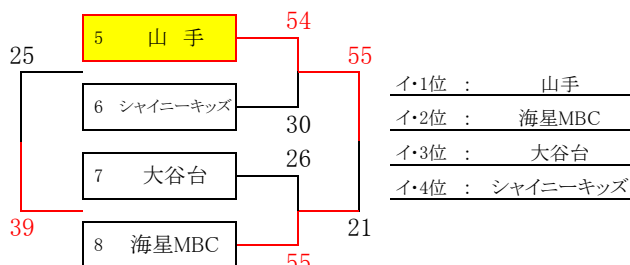 54
5 山 手
25
55
6 シャイニーキッズ
30
26
7 大谷台
39
21
8 海星MBC
55
イ・1位 : 山手
イ・2位 : 海星MBC
イ・3位 : 大谷台
イ・4位 : シャイニーキッズ